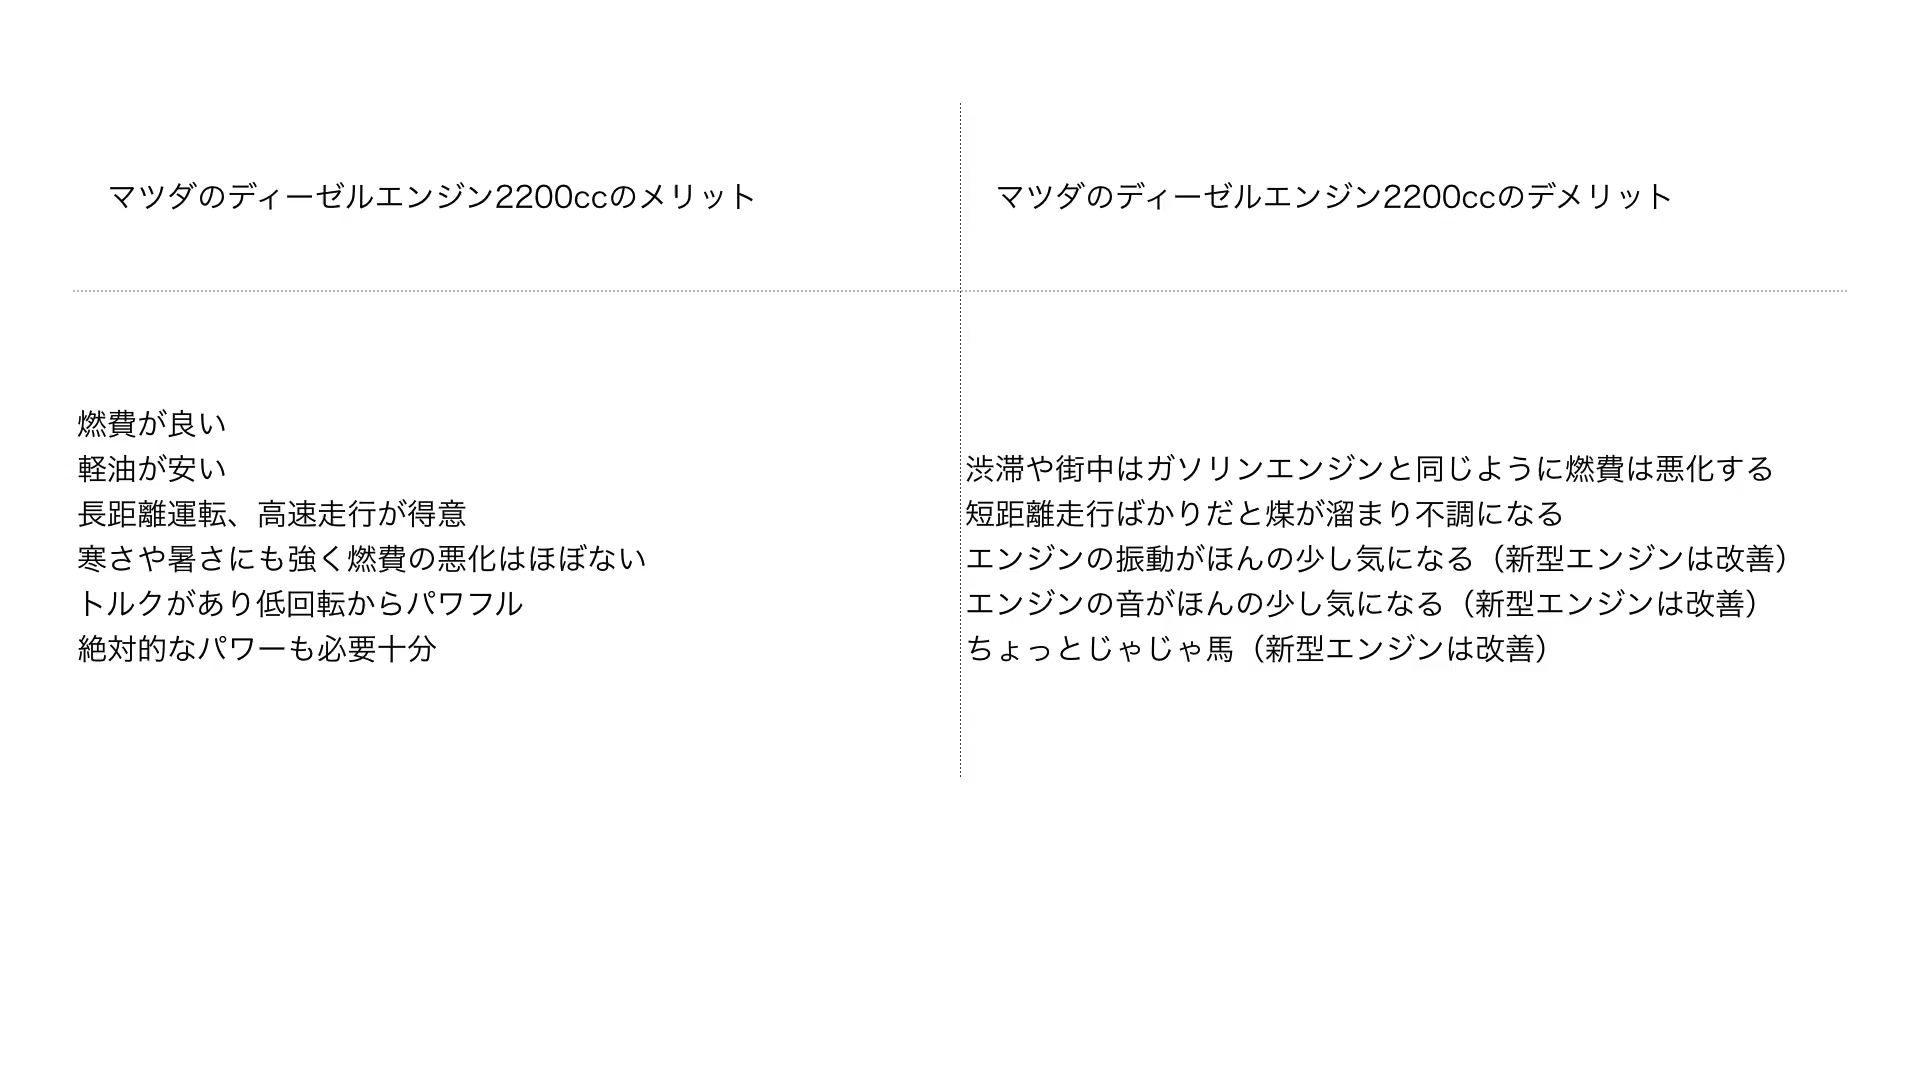 マツダのディーゼルエンジン2200ccのメリット
マツダのディーゼルエンジン2200ccのデメリット
燃費が良い
軽油が安い
長距離運転、高速走行が得意
寒さや暑さにも強く燃費の悪化はほぼない
トルクがあり低回転からパワフル
絶対的なパワーも必要十分
渋滞や街中はガソリンエンジンと同じように燃費は悪化する
短距離走行ばかりだと煤が溜まり不調になる
エンジンの振動がほんの少し気になる（新型エンジンは改善）
エンジンの音がほんの少し気になる（新型エンジンは改善）
ちょっとじゃじゃ馬（新型エンジンは改善）